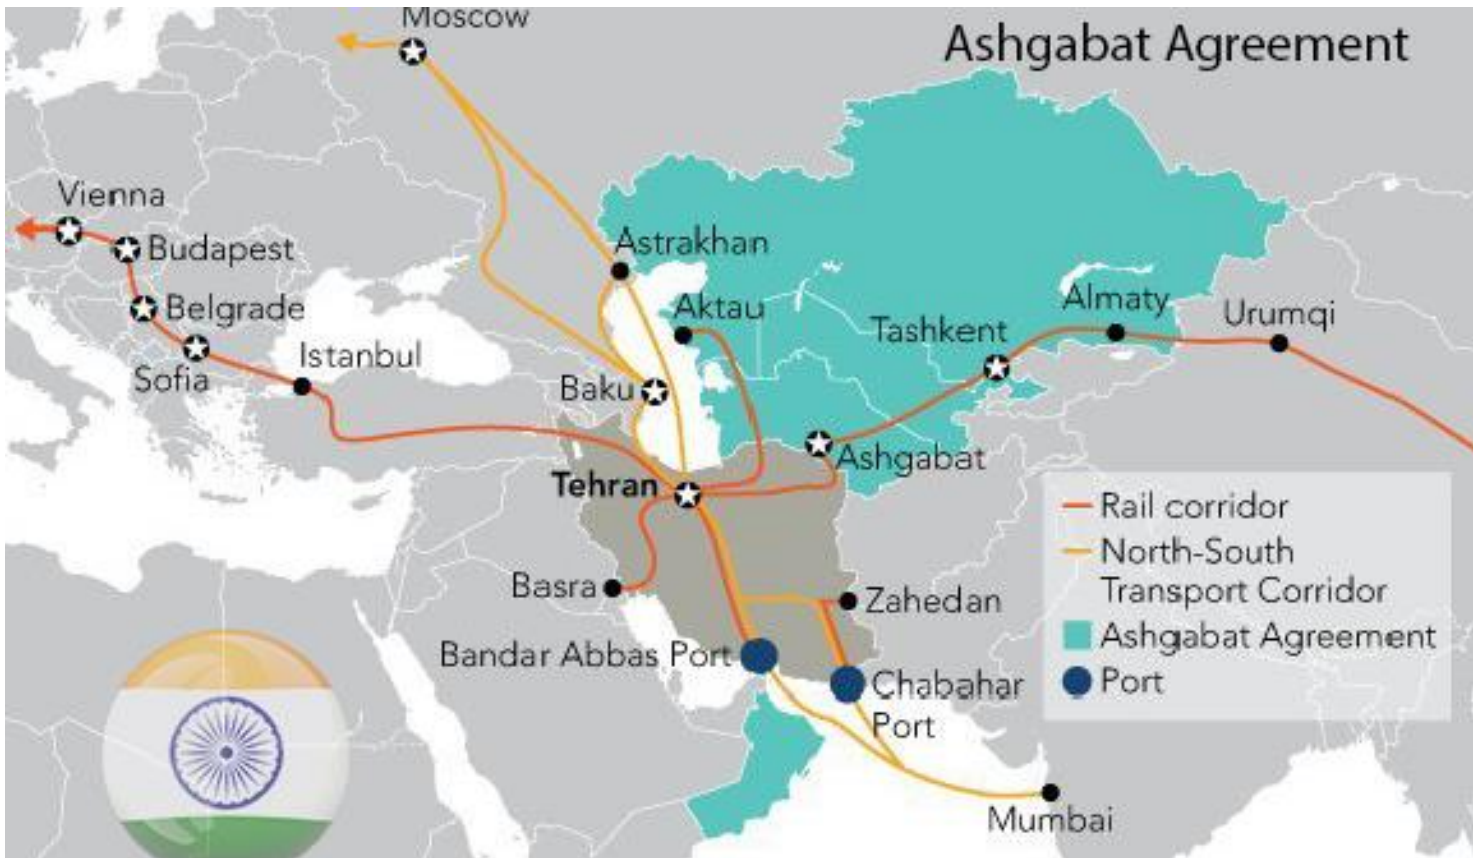 Moscow
Ashgabat Agreement
Vienna
Budapest
Astrakhan
Belgrade
Aktau
Almaty
Urumqi
Tashkent
Istanbul
Sofia
Baku
Ashgabat
Tehran
Rail corridor
North-South
Transport Corridor
Ashgabat Agreement
Port
Basra
Zahedan
Bandar Abbas Port
Chabahar
Port
Mumbai